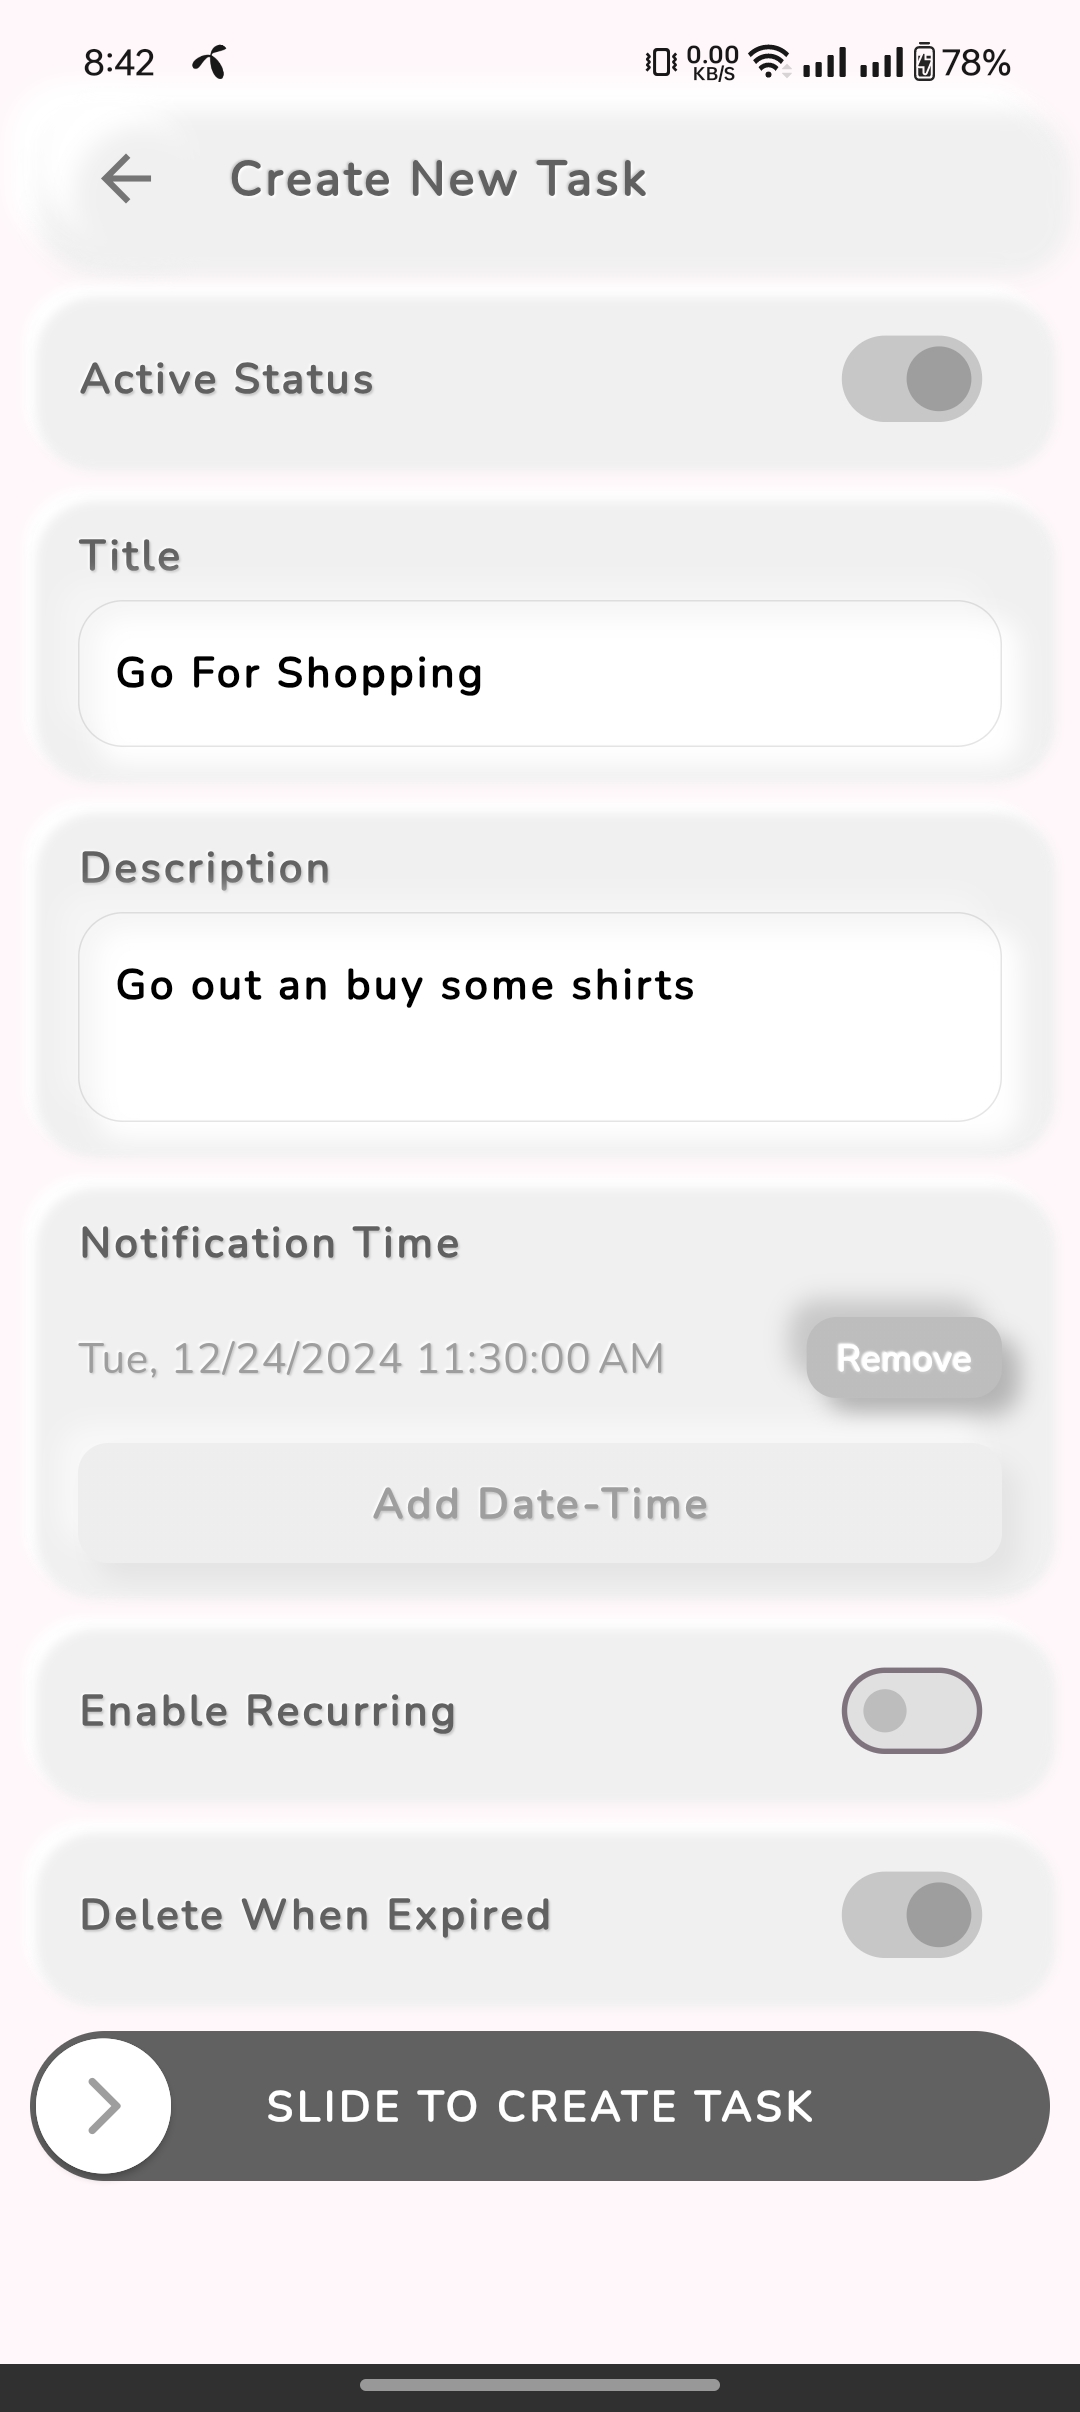 8:42
0.00
KB/S
78%
Create New Task
Active Status
Title
Go For Shopping
Description
Go out an buy some shirts
Notification Time
Tue, 12/24/2024 11:30:00 AM
Remove
Add Date-Time
Enable Recurring
Delete When Expired
SLIDE TO CREATE TASK